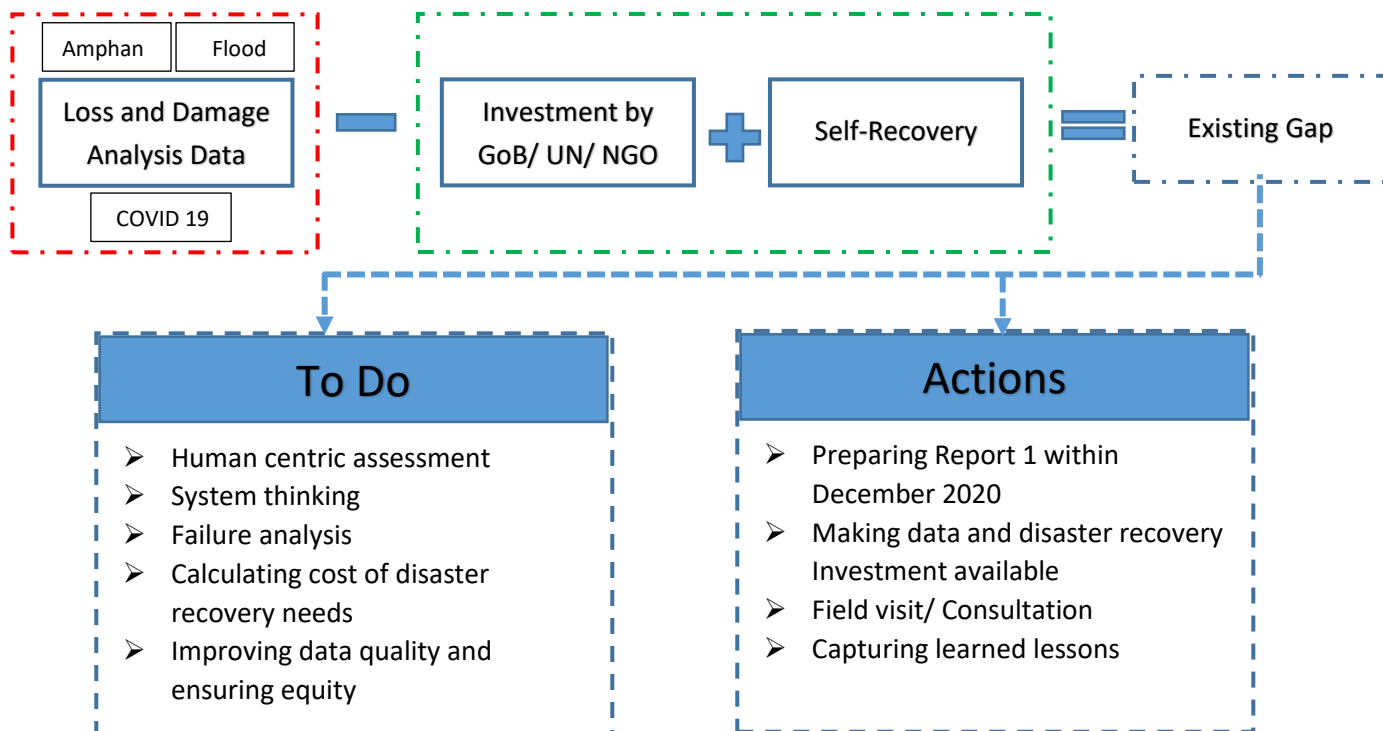 Amphan
Flood
Loss and Damage
Analysis Data
COVID 19
Investment by
GoB/ UN/ NGO
Self-Recovery
Existing Gap
To Do
➢ Human centric assessment
➢ System thinking
➢ Failure analysis
➢ Calculating cost of disaster
recovery needs
➢ Improving data quality and
ensuring equity
Actions
➢ Preparing Report 1 within
December 2020
➢ Making data and disaster recovery
Investment available
➢ Field visit/ Consultation
➢ Capturing learned lessons